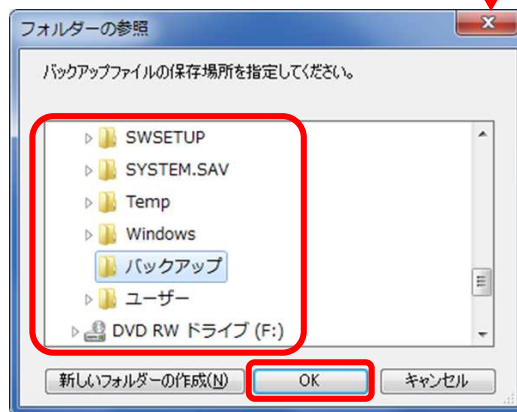 フォルダーの参照
バックアップファイルの保存場所を指定してください。
SWSETUP
SYSTEM.SAV
Temp
Windows
バックアップ
ユーザー
DVD RW ドライブ (F:)
新しいフォルダーの作成(N) OK キャンセル